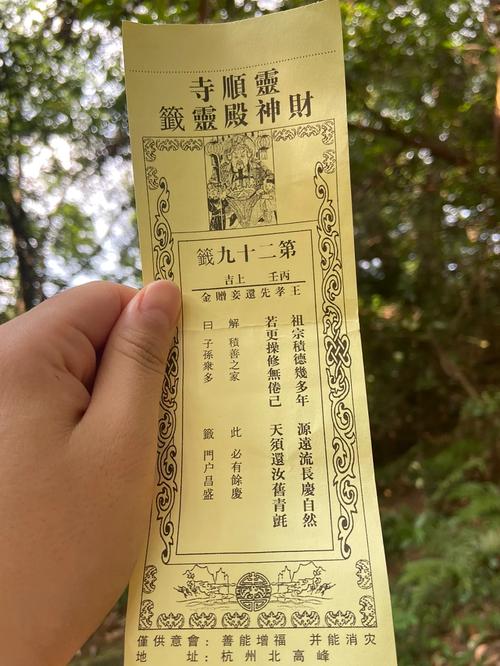 靈順寺
財神殿靈籤
第二十九籤
丙壬 上吉
王孝先還妾贈金
祖宗積德幾多年 源遠流長慶自然
若更操修無倦己 天須還汝舊青氈
解 積善之家 此 必有餘慶
曰 子孫衆多 籤 門户昌盛
僅供意會：善能增福 并能消灾
地 址：杭州北高峰